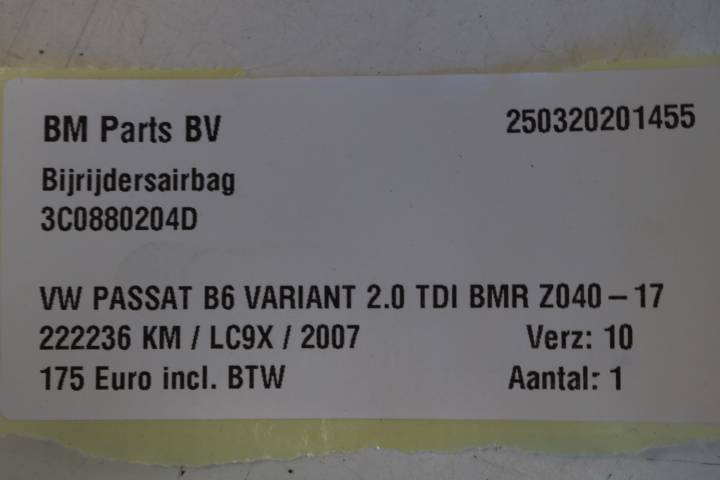 BM Parts BV 250320201455
Bijrijdersairbag
3C0880204D
VW PASSAT B6 VARIANT 2.0 TDI BMR Z040-17
222236 KM / LC9X / 2007 Verz: 10
175 Euro incl. BTW Aantal: 1